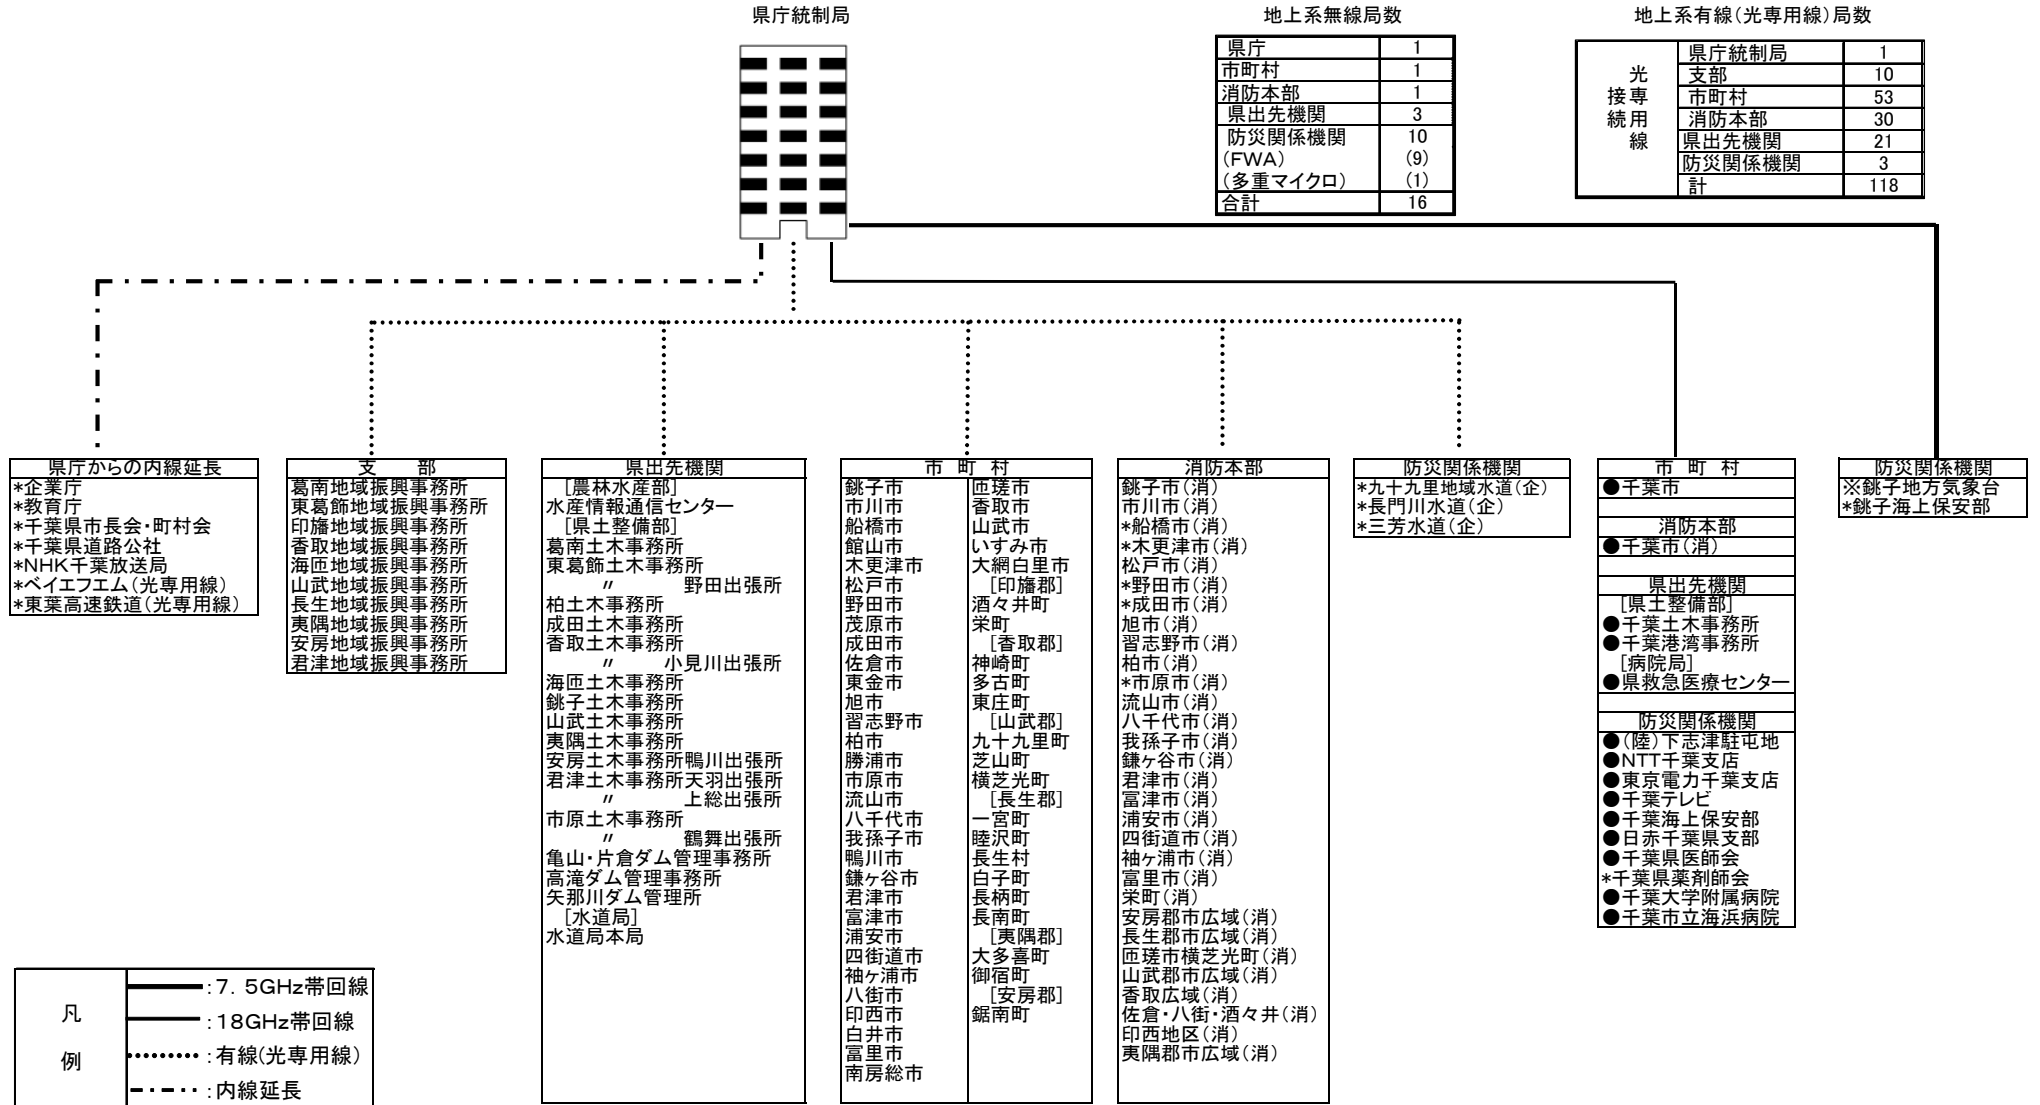 県庁統制局
地上系無線局数
県庁 1
市町村 1
消防本部 1
県出先機関 3
防災関係機関 10
(FWA) (9)
(多重マイクロ) (1)
合計 16
地上系有線(光専用線)局数
光専用線
接続
県庁統制局 1
支部 10
市町村 53
消防本部 30
県出先機関 21
防災関係機関 3
計 118
県庁からの内線延長
*企業庁
*教育庁
*千葉県市長会・町村会
*千葉県道路公社
*NHK千葉放送局
*ベイエフエム(光専用線)
*東葉高速鉄道(光専用線)
支 部
葛南地域振興事務所
東葛飾地域振興事務所
印旛地域振興事務所
香取地域振興事務所
海匝地域振興事務所
山武地域振興事務所
長生地域振興事務所
夷隅地域振興事務所
安房地域振興事務所
君津地域振興事務所
県出先機関
[農林水産部]
水産情報通信センター
[県土整備部]
葛南土木事務所
東葛飾土木事務所
〃 野田出張所
柏土木事務所
成田土木事務所
香取土木事務所
〃 小見川出張所
海匝土木事務所
銚子土木事務所
山武土木事務所
夷隅土木事務所
安房土木事務所鴨川出張所
君津土木事務所天羽出張所
〃 上総出張所
市原土木事務所
〃 鶴舞出張所
亀山・片倉ダム管理事務所
高滝ダム管理事務所
矢那川ダム管理所
[水道局]
水道局本局
市 町 村
銚子市
市川市
船橋市
館山市
木更津市
松戸市
野田市
茂原市
成田市
佐倉市
東金市
旭市
習志野市
柏市
勝浦市
市原市
流山市
八千代市
我孫子市
鴨川市
鎌ヶ谷市
君津市
富津市
浦安市
四街道市
袖ヶ浦市
八街市
印西市
白井市
富里市
南房総市
匝瑳市
香取市
山武市
いすみ市
大網白里市
[印旛郡]
酒々井町
栄町
[香取郡]
神崎町
多古町
東庄町
[山武郡]
九十九里町
芝山町
横芝光町
[長生郡]
一宮町
睦沢町
長生村
白子町
長柄町
長南町
[夷隅郡]
大多喜町
御宿町
[安房郡]
鋸南町
消防本部
銚子市(消)
市川市(消)
*船橋市(消)
*木更津市(消)
松戸市(消)
*野田市(消)
*成田市(消)
旭市(消)
習志野市(消)
柏市(消)
*市原市(消)
流山市(消)
八千代市(消)
我孫子市(消)
鎌ヶ谷市(消)
君津市(消)
富津市(消)
浦安市(消)
四街道市(消)
袖ヶ浦市(消)
富里市(消)
栄町(消)
安房郡市広域(消)
長生郡市広域(消)
匝瑳市横芝光町(消)
山武郡市広域(消)
香取広域(消)
佐倉・八街・酒々井(消)
印西地区(消)
夷隅郡市広域(消)
防災関係機関
*九十九里地域水道(企)
*長門川水道(企)
*三芳水道(企)
市 町 村
●千葉市
消防本部
●千葉市(消)
県出先機関
[県土整備部]
●千葉土木事務所
●千葉港湾事務所
[病院局]
●県救急医療センター
防災関係機関
●(陸)下志津駐屯地
●NTT千葉支店
●東京電力千葉支店
●千葉テレビ
●千葉海上保安部
●日赤千葉県支部
●千葉県医師会
*千葉県薬剤師会
●千葉大学附属病院
●千葉市立海浜病院
防災関係機関
※銚子地方気象台
*銚子海上保安部
凡例
:7.5GHz帯回線
:18GHz帯回線
:有線(光専用線)
:内線延長